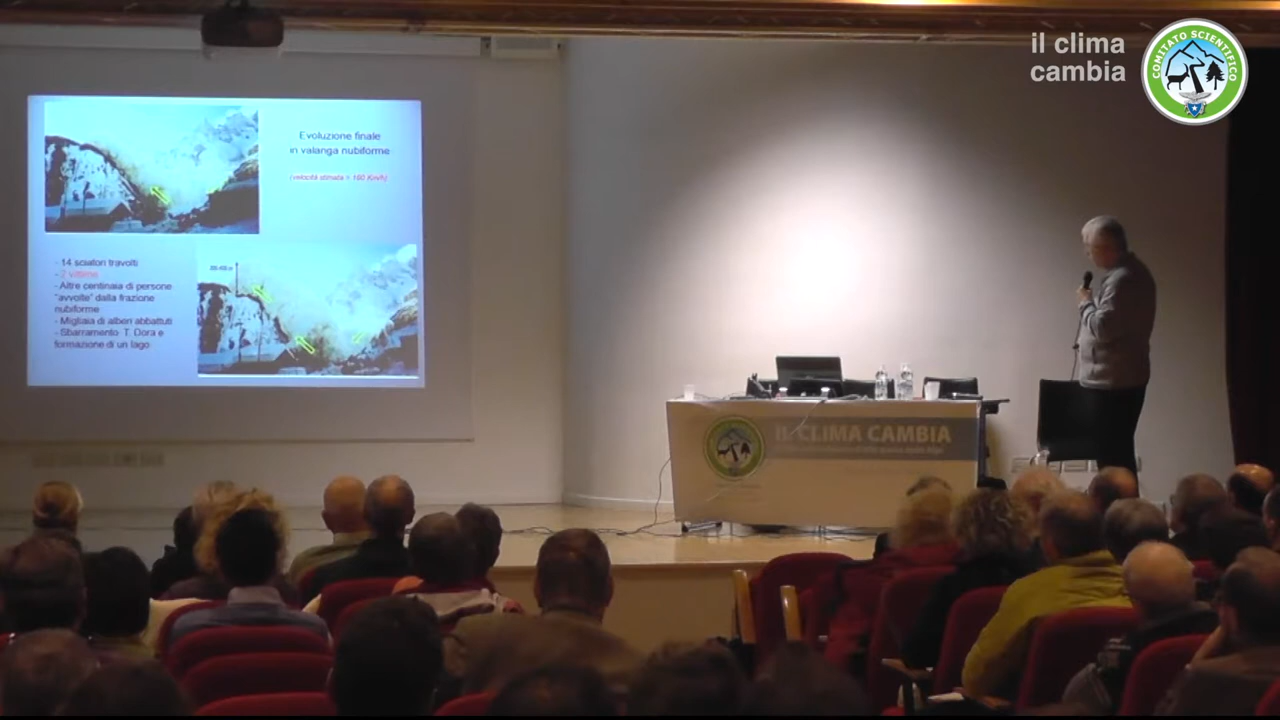 il clima
cambia
COMITATO SCIENTIFICO
Evoluzione finale
in valanga nubiforme
(velocità stimata = 160 Km/h)
- 14 sciatori travolti
- 2 vittime
- Altre centinaia di persone
"avvolte" dalla frazione
nubiforme
- Migliaia di alberi abbattuti
- Sbarramento T. Dora e
formazione di un lago
IL CLIMA CAMBIA